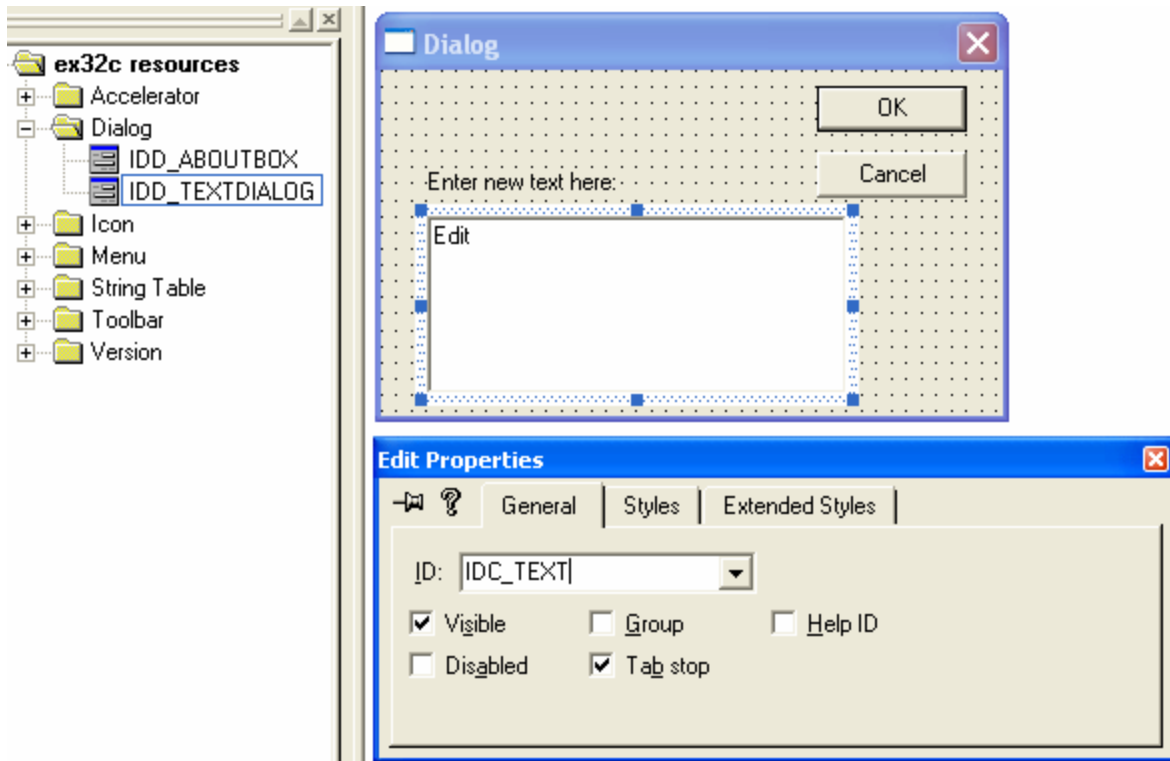 ex32c resources
Accelerator
Dialog
IDD_ABOUTBOX
IDD_TEXTDIALOG
Icon
Menu
String Table
Toolbar
Version
Dialog
OK
Cancel
Enter new text here:
Edit
Edit Properties
General Styles Extended Styles
ID: IDC_TEXT
Visible Group Help ID
Disabled Tab stop